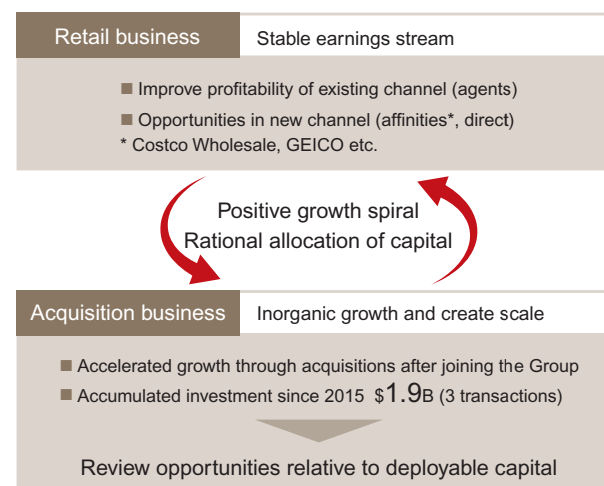 Retail business
Stable earnings stream
■ Improve profitability of existing channel (agents)
■ Opportunities in new channel (affinities*, direct)
* Costco Wholesale, GEICO etc.
Positive growth spiral
Rational allocation of capital
Acquisition business
Inorganic growth and create scale
■ Accelerated growth through acquisitions after joining the Group
■ Accumulated investment since 2015 $1.9B (3 transactions)
Review opportunities relative to deployable capital